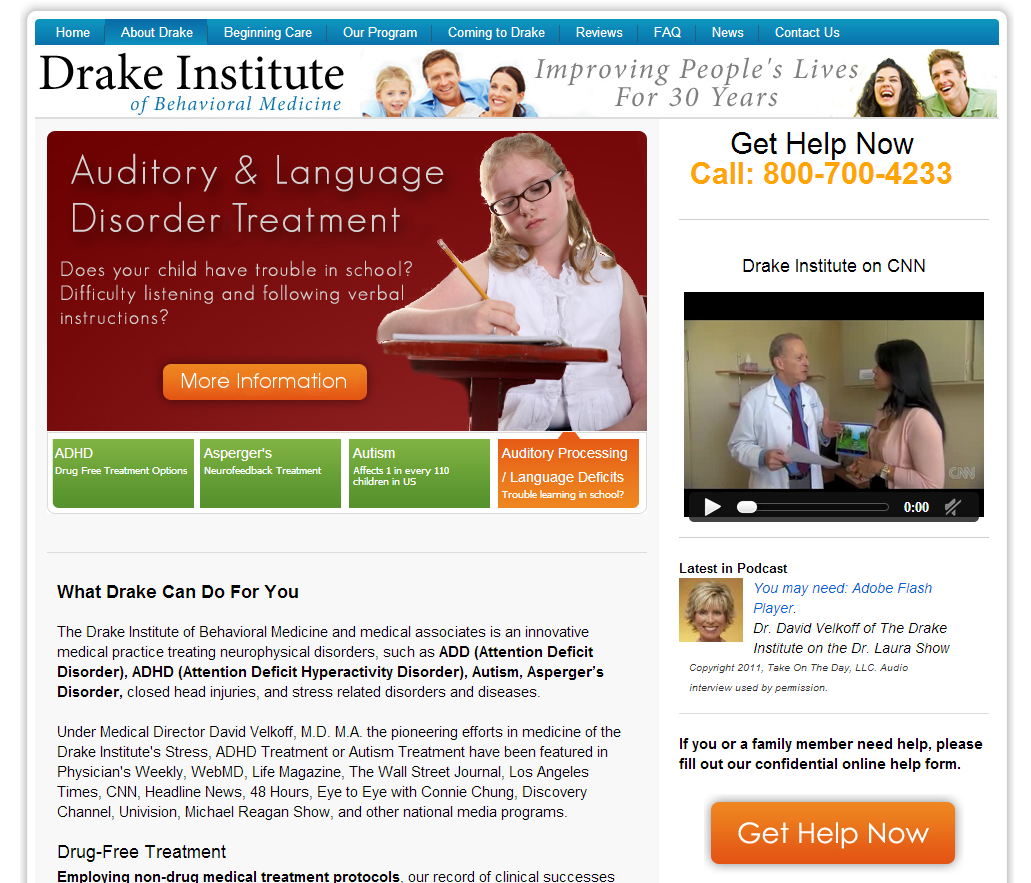 Home About Drake Beginning Care Our Program Coming to Drake Reviews FAQ News Contact Us
Drake Institute
of Behavioral Medicine
Improving People's Lives
For 30 Years
Auditory & Language
Disorder Treatment
Does your child have trouble in school?
Difficulty listening and following verbal
instructions?
More Information
ADHD
Drug Free Treatment Options
Asperger's
Neurofeedback Treatment
Autism
Affects 1 in every 110
children in US
Auditory Processing
/ Language Deficits
Trouble learning in school?
What Drake Can Do For You
The Drake Institute of Behavioral Medicine and medical associates is an innovative
medical practice treating neurophysical disorders, such as ADD (Attention Deficit
Disorder), ADHD (Attention Deficit Hyperactivity Disorder), Autism, Asperger's
Disorder, closed head injuries, and stress related disorders and diseases.
Under Medical Director David Velkoff, M.D. M.A. the pioneering efforts in medicine of the
Drake Institute's Stress, ADHD Treatment or Autism Treatment have been featured in
Physician's Weekly, WebMD, Life Magazine, The Wall Street Journal, Los Angeles
Times, CNN, Headline News, 48 Hours, Eye to Eye with Connie Chung, Discovery
Channel, Univision, Michael Reagan Show, and other national media programs.
Drug-Free Treatment
Employing non-drug medical treatment protocols, our record of clinical successes
Get Help Now
Call: 800-700-4233
Drake Institute on CNN
CNN
0:00
Latest in Podcast
You may need: Adobe Flash
Player.
Dr. David Velkoff of The Drake
Institute on the Dr. Laura Show
Copyright 2011, Take On The Day, LLC. Audio
interview used by pemission.
If you or a family member need help, please
fill out our confidential online help form.
Get Help Now